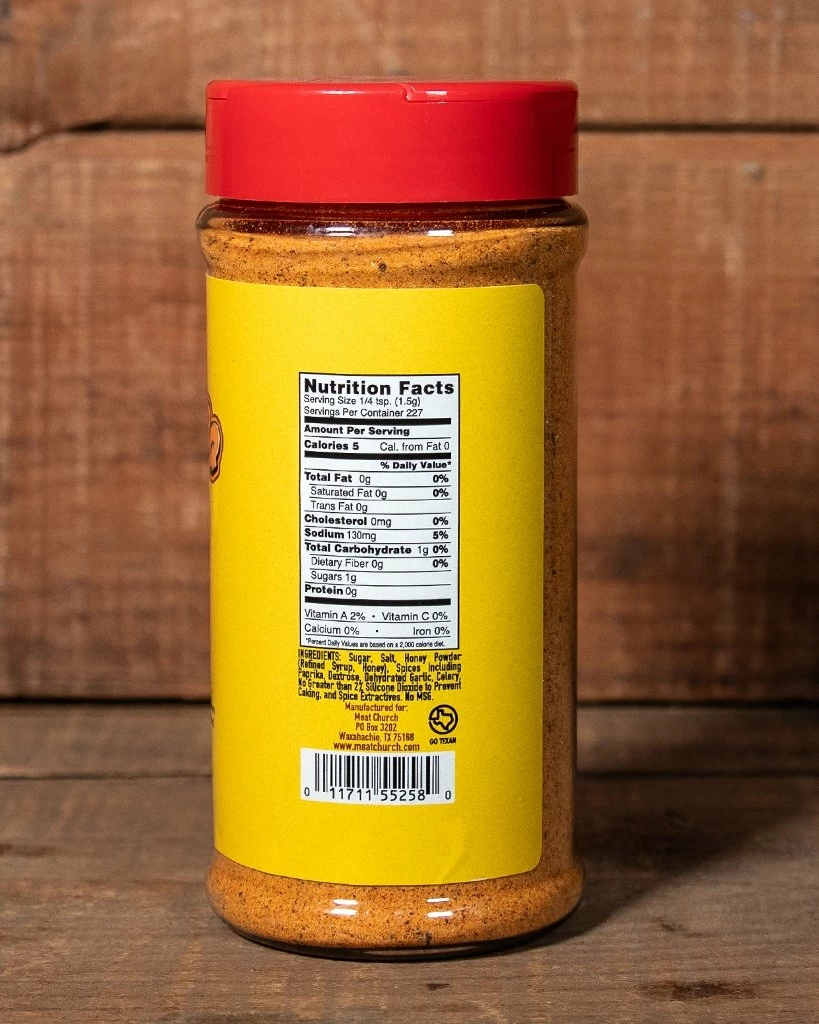 Nutrition Facts
Serving Size 1/4 tsp. (1.5g)
Servings Per Container 227
Amount Per Serving
Calories 5 Cal. from Fat 0
% Daily Value*
Total Fat 0g 0%
Saturated Fat 0g 0%
Trans Fat 0g
Cholesterol 0mg 0%
Sodium 130mg 5%
Total Carbohydrate 1g 0%
Dietary Fiber 0g 0%
Sugars 1g
Protein 0g
Vitamin A 2% • Vitamin C 0%
Calcium 0% • Iron 0%
*Percent Daily Values are based on a 2,000 calorie diet.
INGREDIENTS: Sugar, Salt, Honey Powder
(Refined Syrup, Honey), Spices Including
Paprika, Dextrose, Dehydrated Garlic, Celery,
No Greater than 2% Silicone Dioxide to Prevent
Caking, and Spice Extractives. No MSG.
Manufactured for:
Meat Church
PO Box 3202
Waxahachie, TX 75168
www.meatchurch.com
GO TEXAN
0 11711 55258 0